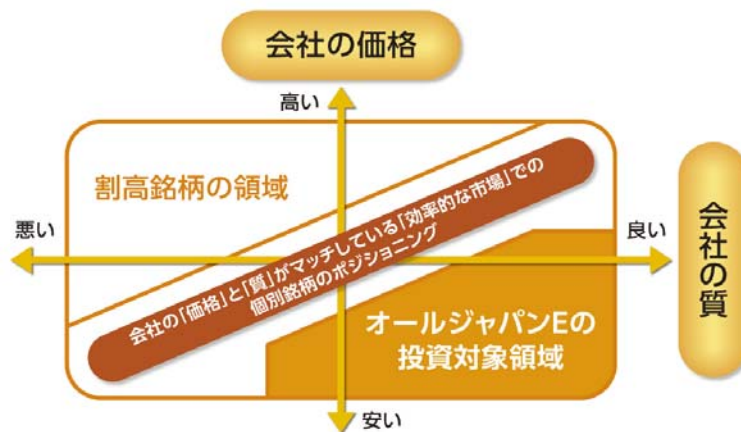 会社の価格
高い
割高銘柄の領域
会社の「価格」と「質」がマッチしている「効率的な市場」での
個別銘柄のポジショニング
悪い
良い
会社の質
オールジャパンEの
投資対象領域
安い